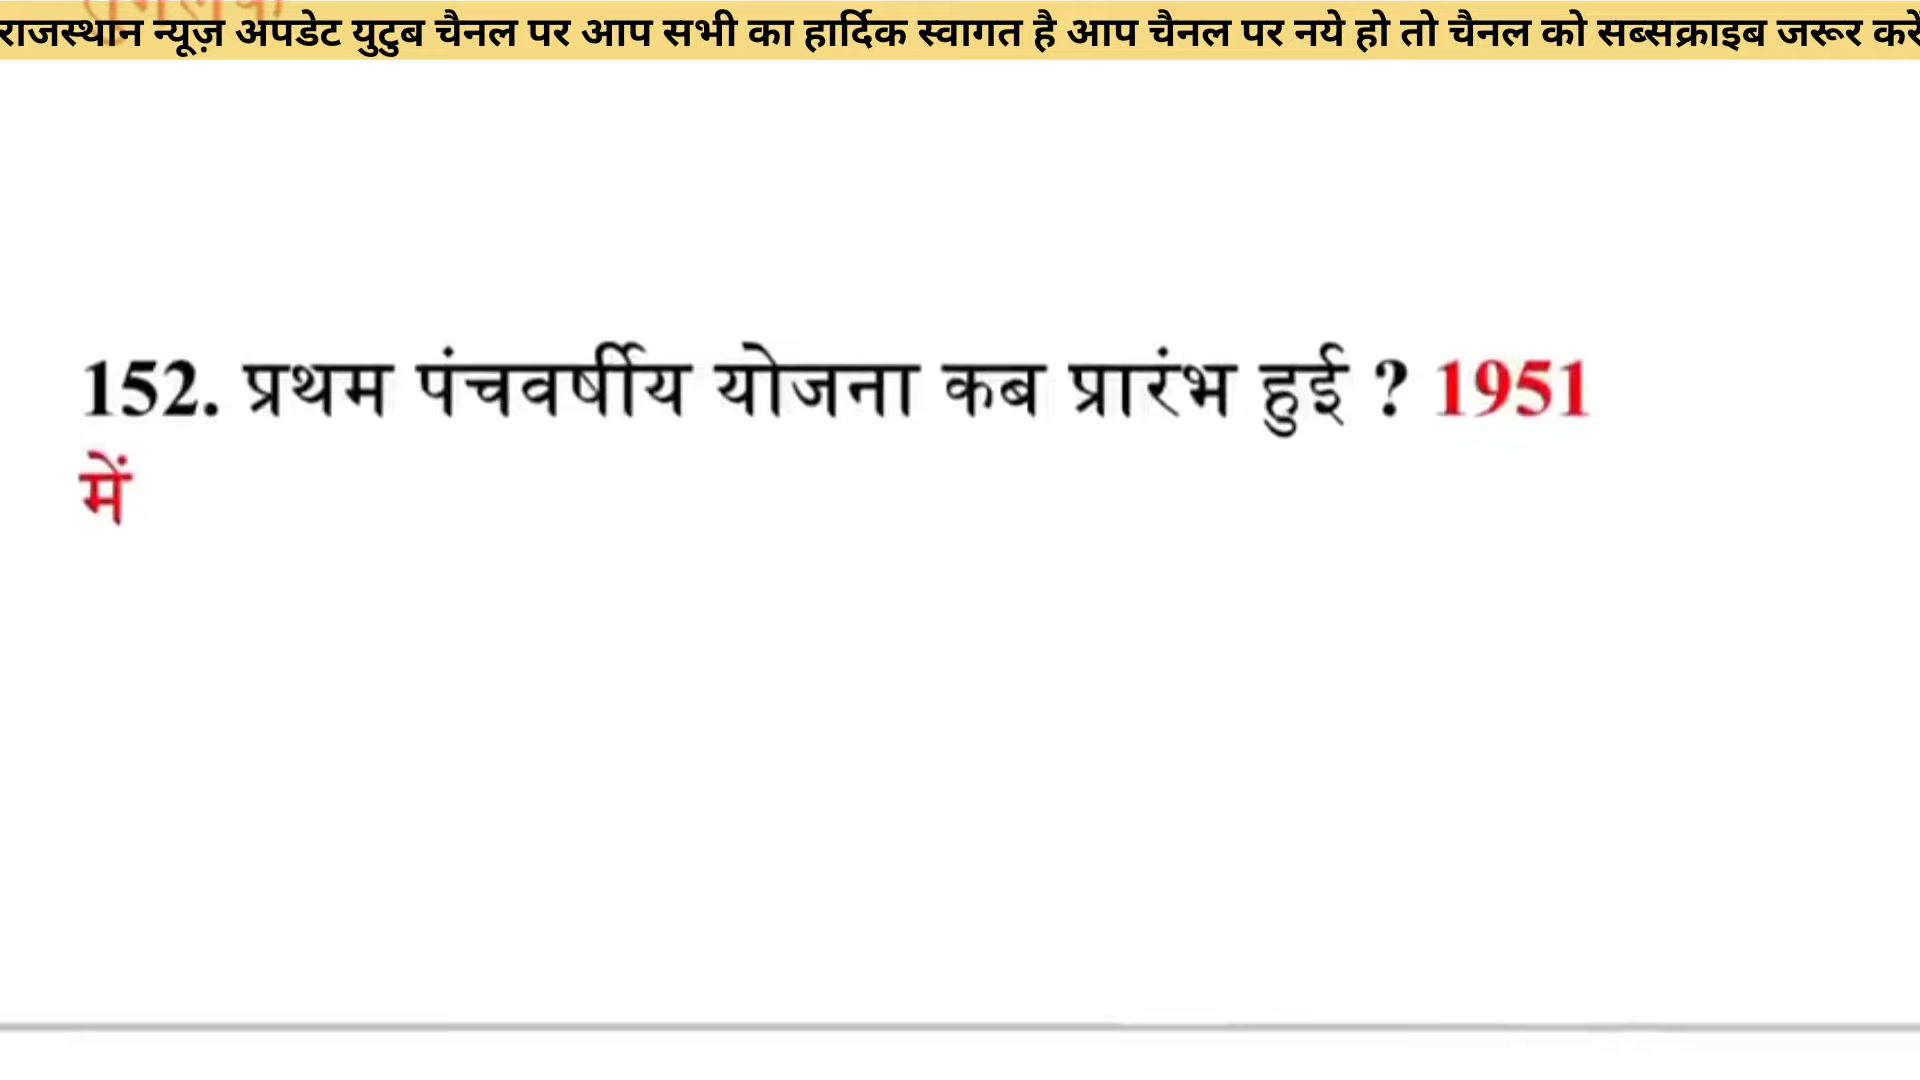 राजस्थान न्यूज़ अपडेट युटुब चैनल पर आप सभी का हार्दिक स्वागत है आप चैनल पर नये हो तो चैनल को सब्सक्राइब जरूर करें
152. प्रथम पंचवर्षीय योजना कब प्रारंभ हुई ? 1951
में